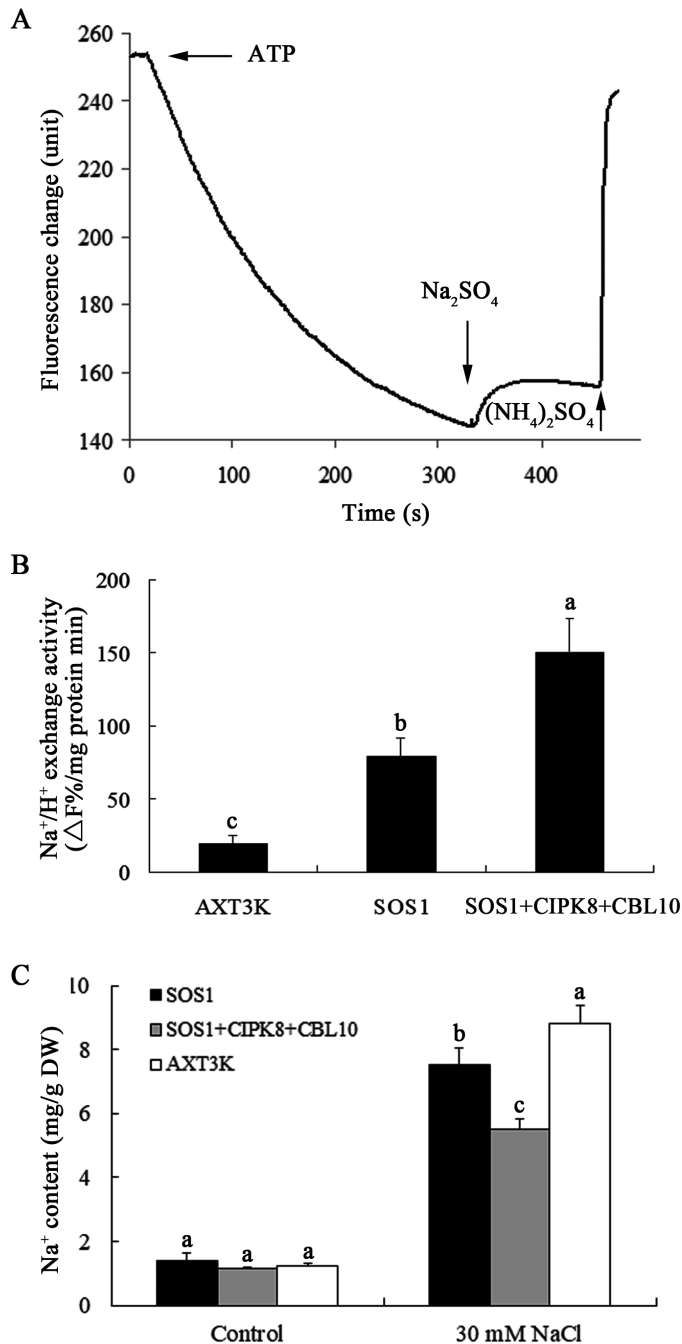 A
260
ATP
240
220
200
180
160
140
Fluorescence change (unit)
Na₂SO₄
(NH₄)₂SO₄
0
100
200
300
400
Time (s)
B
200
150
100
50
0
Na⁺/H⁺ exchange activity
(△F%/mg protein min)
c
b
a
AXT3K
SOS1
SOS1+CIPK8+CBL10
C
10
8
6
4
2
0
Na⁺ content (mg/g DW)
SOS1
SOS1+CIPK8+CBL10
AXT3K
a
a
a
b
c
a
Control
30 mM NaCl